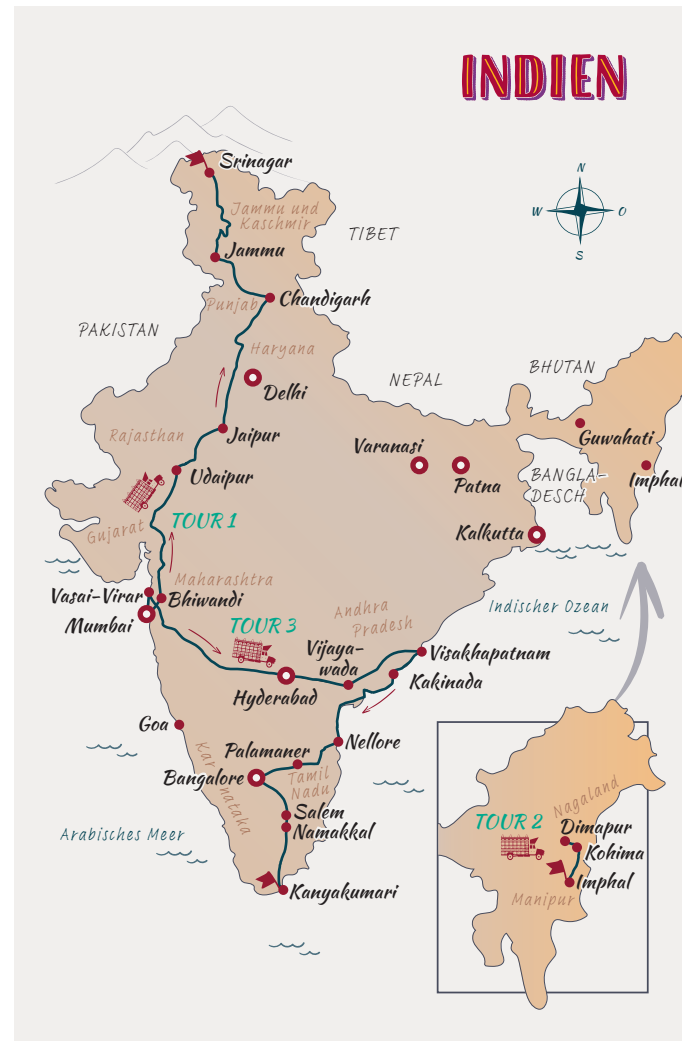 INDIEN
N
W
O
S
Srinagar
Jammu und
Kaschmir
TIBET
Jammu
Punjab
Chandigarh
PAKISTAN
Haryana
BHUTAN
NEPAL
Delhi
Rajasthan
Jaipur
Guwahati
Varanasi
Udaipur
Patna
BANGLA-
DESCH
Imphal
TOUR 1
Gujarat
Kalkutta
Maharashtra
Vasai-Virar
Bhiwandi
Indischer Ozean
Mumbai
TOUR 3
Andhra
Pradesh
Vijaya-
wada
Visakhapatnam
Kakinada
Hyderabad
Goa
Palamaner
Nellore
Bangalore
Karnataka
Tamil
Nadu
Salem
Namakkal
Arabisches Meer
Kanyakumari
Nagaland
TOUR 2
Dimapur
Kohima
Imphal
Manipur